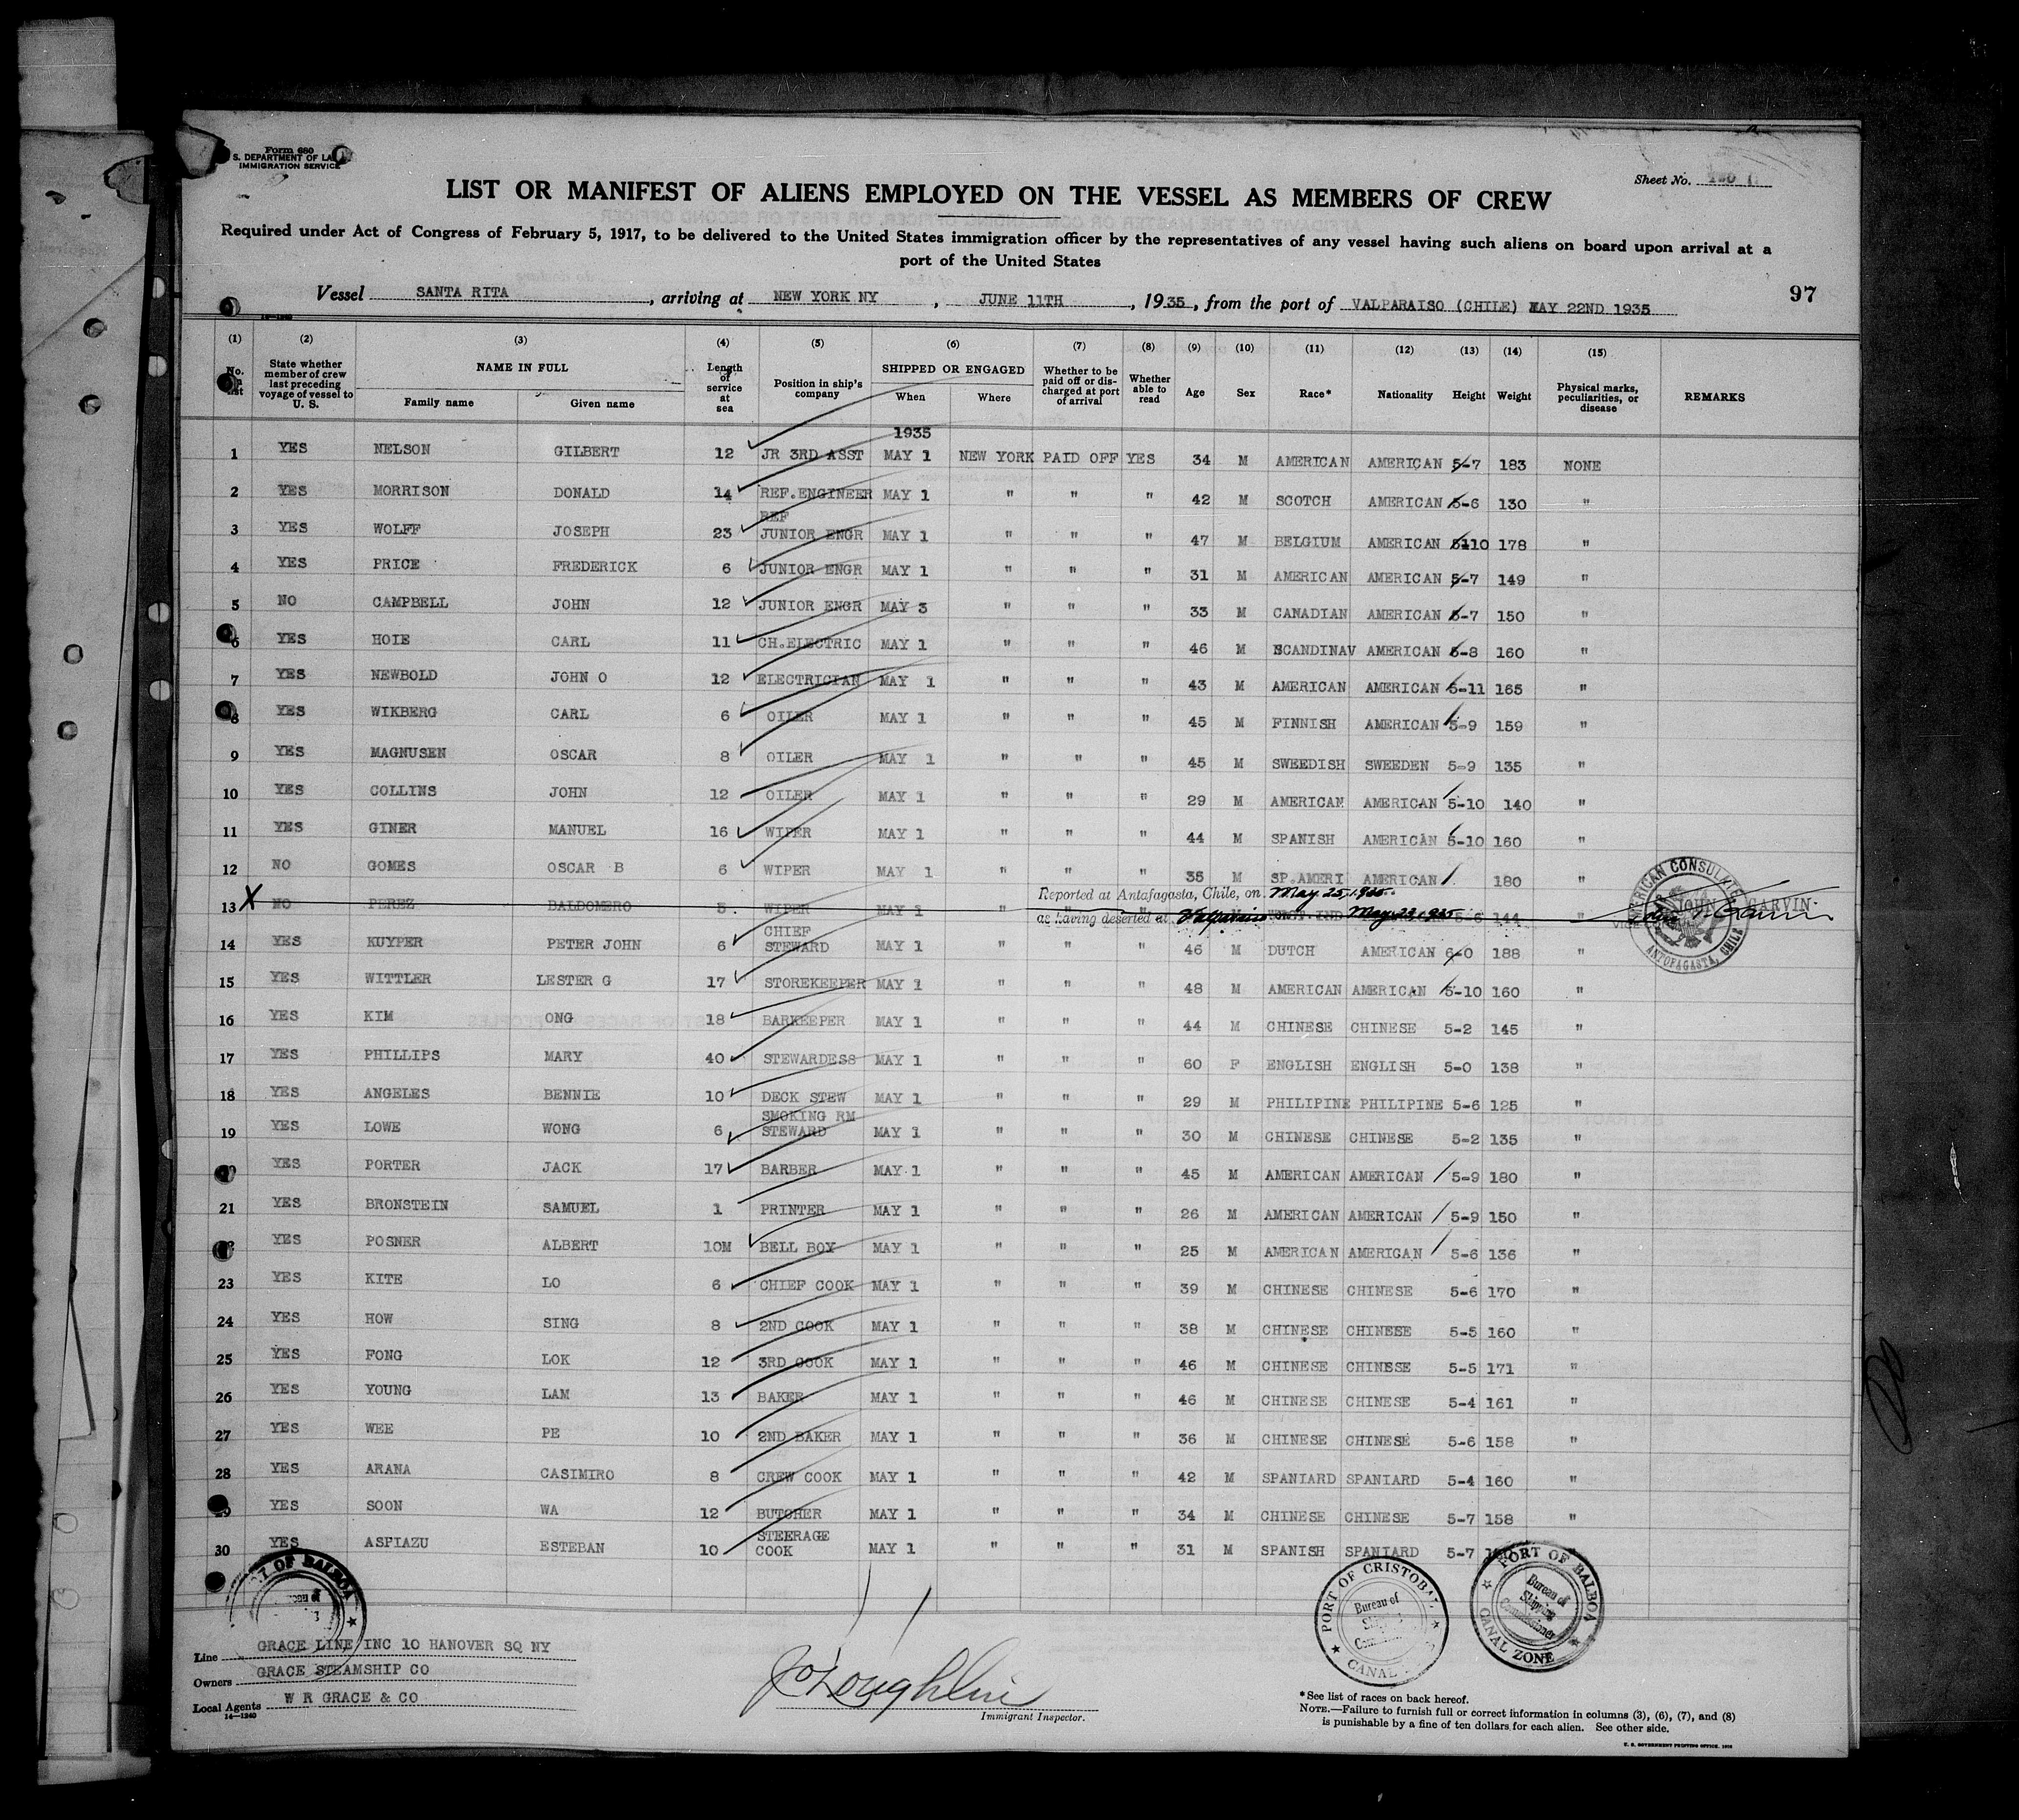 Form 680
S. DEPARTMENT OF LA
IMMIGRATION SERVICE
Sheet No.
LIST OR MANIFEST OF ALIENS EMPLOYED ON THE VESSEL AS MEMBERS OF CREW
Required under Act of Congress of February 5, 1917, to be delivered to the United States immigration officer by the representatives of any vessel having such aliens on board upon arrival at a
port of the United States
Vessel SANTA RITA, arriving at NEW YORK NY, JUNE 11TH, 1935, from the port of VALPARAISO (CHILE) MAY 22ND 1935
97
(1) (2) (3) (4) (5) (6) (7) (8) (9) (10) (11) (12) (13) (14) (15)
No. on list
State whether member of crew last preceding voyage of vessel to U. S.
NAME IN FULL
Family name Given name
Length of service at sea
Position in ship's company
SHIPPED OR ENGAGED
When Where
Whether to be paid off or discharged at port of arrival
Whether able to read
Age Sex Race* Nationality Height Weight
Physical marks, peculiarities, or disease
REMARKS
1935
1 YES NELSON GILBERT 12 JR 3RD ASST MAY 1 NEW YORK PAID OFF YES 34 M AMERICAN AMERICAN 5-7 183 NONE
2 YES MORRISON DONALD 14 REF.ENGINEER MAY 1 " " " 42 M SCOTCH AMERICAN 5-6 130 "
3 YES WOLFF JOSEPH 23 REF JUNIOR ENGR MAY 1 " " " 47 M BELGIUM AMERICAN 5-10 178 "
4 YES PRICE FREDERICK 6 JUNIOR ENGR MAY 1 " " " 31 M AMERICAN AMERICAN 5-7 149 "
5 NO CAMPBELL JOHN 12 JUNIOR ENGR MAY 3 " " " 33 M CANADIAN AMERICAN 5-7 150 "
6 YES HOIE CARL 11 CH.ELECTRIC MAY 1 " " " 46 M SCANDINAV AMERICAN 5-8 160 "
7 YES NEWBOLD JOHN O 12 ELECTRICIAN MAY 1 " " " 43 M AMERICAN AMERICAN 5-11 165 "
8 YES WIKBERG CARL 6 OILER MAY 1 " " " 45 M FINNISH AMERICAN 5-9 159 "
9 YES MAGNUSEN OSCAR 8 OILER MAY 1 " " " 45 M SWEEDISH SWEEDEN 5-9 135 "
10 YES COLLINS JOHN 12 OILER MAY 1 " " " 29 M AMERICAN AMERICAN 5-10 140 "
11 YES GINER MANUEL 16 WIPER MAY 1 " " " 44 M SPANISH AMERICAN 5-10 160 "
12 NO GOMES OSCAR B 6 WIPER MAY 1 " " " 35 M SP.AMERI AMERICAN 180 "
Reported at Antafagasta, Chile, on May 25, 1935.
13 X NO PEREZ BALDOMERO 3 WIPER MAY 1 " as having deserted at Valparaiso May 22 1935 5-6 144 "
AMERICAN CONSULATE
JOHN GARVIN
ANTOFAGASTA, CHILE
14 YES KUYPER PETER JOHN 6 CHIEF STEWARD MAY 1 " " " 46 M DUTCH AMERICAN 6-0 188 "
15 YES WITTLER LESTER G 17 STOREKEEPER MAY 1 " " " 48 M AMERICAN AMERICAN 5-10 160 "
16 YES KIM ONG 18 BARKEEPER MAY 1 " " " 44 M CHINESE CHINESE 5-2 145 "
17 YES PHILLIPS MARY 40 STEWARDESS MAY 1 " " " 60 F ENGLISH ENGLISH 5-0 138 "
18 YES ANGELES BENNIE 10 DECK STEW MAY 1 " " " 29 M PHILIPINE PHILIPINE 5-6 125 "
19 YES LOWE WONG 6 SMOKING RM STEWARD MAY 1 " " " 30 M CHINESE CHINESE 5-2 135 "
YES PORTER JACK 17 BARBER MAY 1 " " " 45 M AMERICAN AMERICAN 5-9 180 "
21 YES BRONSTEIN SAMUEL 1 PRINTER MAY 1 " " " 26 M AMERICAN AMERICAN 5-9 150 "
YES POSNER ALBERT 10M BELL BOY MAY 1 " " " 25 M AMERICAN AMERICAN 5-6 136 "
23 YES KITE LO 6 CHIEF COOK MAY 1 " " " 39 M CHINESE CHINESE 5-6 170 "
24 YES HOW SING 8 2ND COOK MAY 1 " " " 38 M CHINESE CHINESE 5-5 160 "
25 YES FONG LOK 12 3RD COOK MAY 1 " " " 46 M CHINESE CHINESE 5-5 171 "
26 YES YOUNG LAM 13 BAKER MAY 1 " " " 46 M CHINESE CHINESE 5-4 161 "
27 YES WEE PE 10 2ND BAKER MAY 1 " " " 36 M CHINESE CHINESE 5-6 158 "
28 YES ARANA CASIMIRO 8 CREW COOK MAY 1 " " " 42 M SPANIARD SPANIARD 5-4 160 "
29 YES SOON WA 12 BUTCHER MAY 1 " " " 34 M CHINESE CHINESE 5-7 158 "
30 YES ASPIAZU ESTEBAN 10 STEERAGE COOK MAY 1 " " " 31 M SPANISH SPANIARD 5-7
PORT OF BALBOA
PORT OF CRISTOBAL Bureau of CANAL
PORT OF BALBOA Bureau of Shipping Commissioner CANAL ZONE
Line GRACE LINE INC 10 HANOVER SQ NY
Owners GRACE STEAMSHIP CO
Local Agents W R GRACE & CO
14—1240
J O'Loughlin
Immigrant Inspector.
*See list of races on back hereof.
NOTE.—Failure to furnish full or correct information in columns (3), (6), (7), and (8)
is punishable by a fine of ten dollars for each alien. See other side.
U. S. GOVERNMENT PRINTING OFFICE